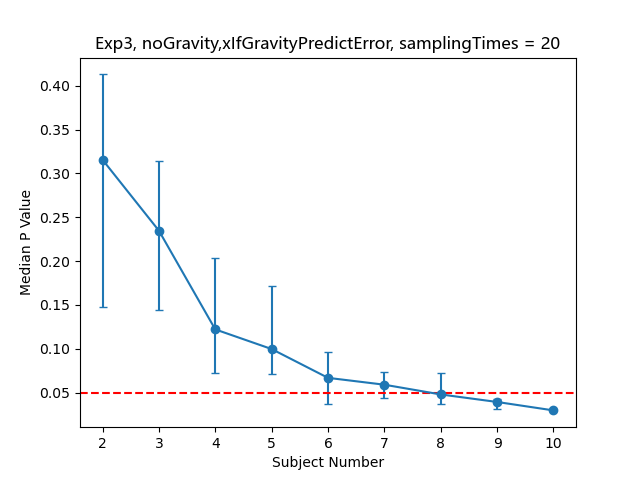 Exp3, noGravity,xIfGravityPredictError, samplingTimes = 20
0.40
0.35
0.30
0.25
0.20
0.15
0.10
0.05
Median P Value
2 3 4 5 6 7 8 9 10
Subject Number